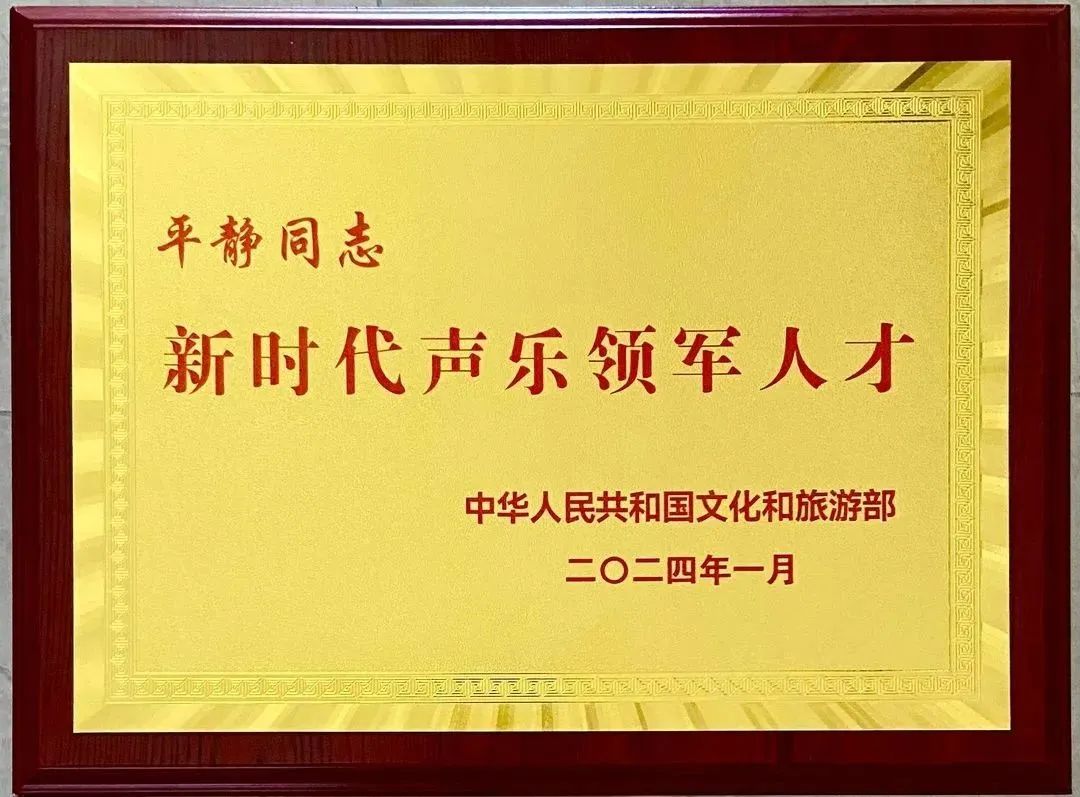 平静同志
新时代声乐领军人才
中华人民共和国文化和旅游部
二〇二四年一月